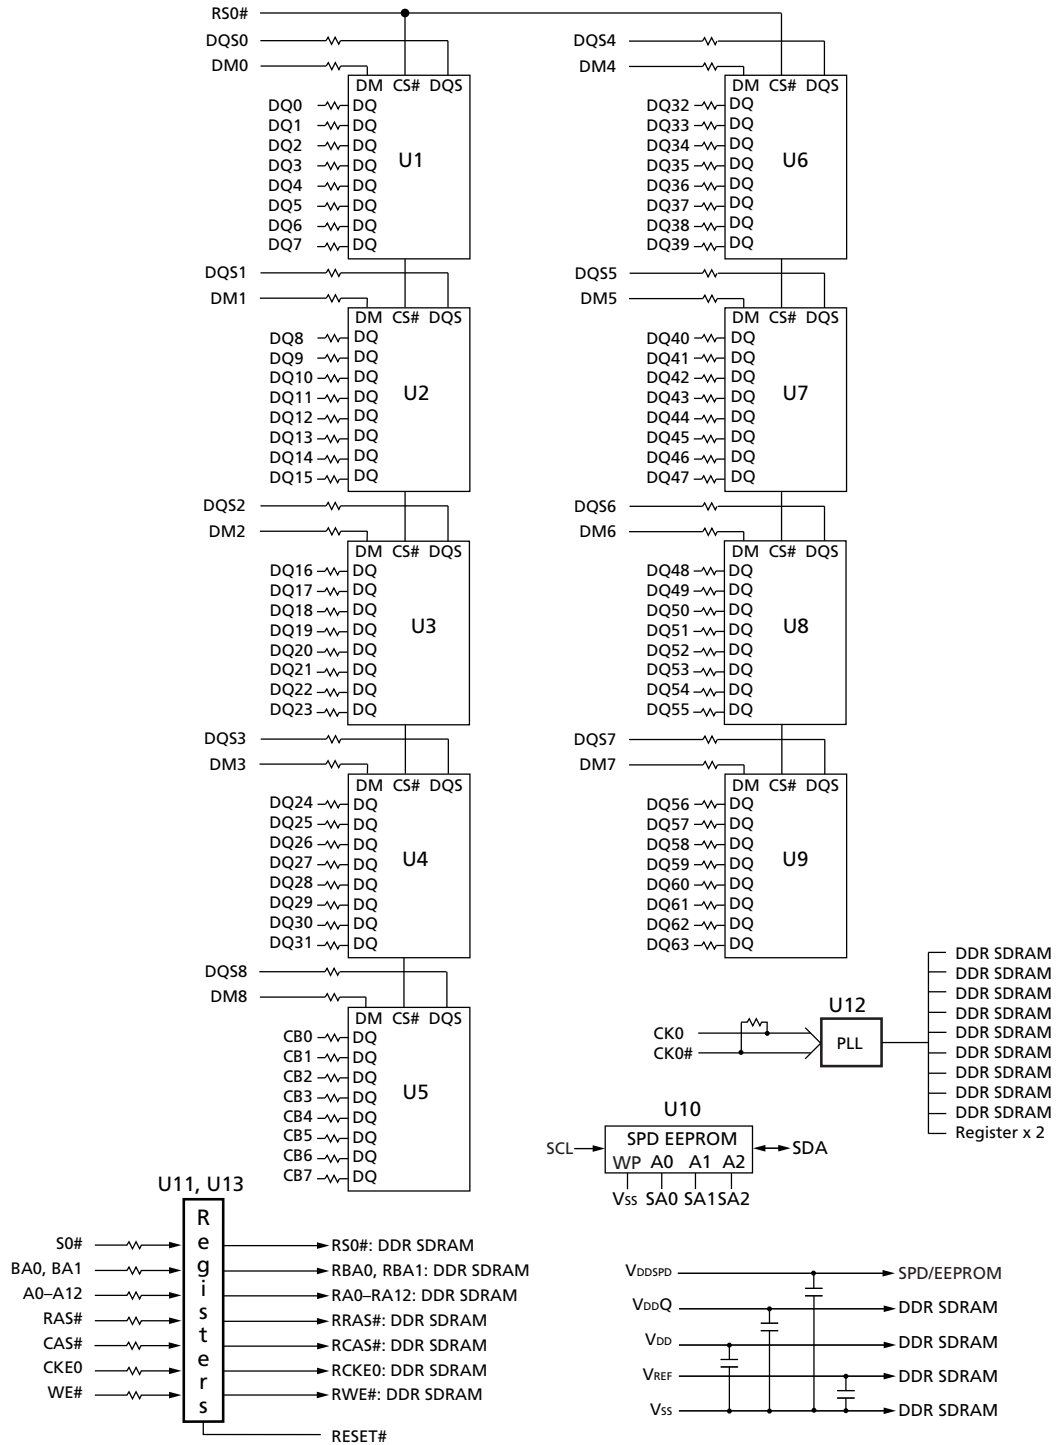 RS0#
DQS0
DM0
DM CS# DQS
DQ0 DQ
DQ1 DQ
DQ2 DQ
DQ3 DQ
DQ4 DQ
DQ5 DQ
DQ6 DQ
DQ7 DQ
U1
DQS1
DM1
DM CS# DQS
DQ8 DQ
DQ9 DQ
DQ10 DQ
DQ11 DQ
DQ12 DQ
DQ13 DQ
DQ14 DQ
DQ15 DQ
U2
DQS2
DM2
DM CS# DQS
DQ16 DQ
DQ17 DQ
DQ18 DQ
DQ19 DQ
DQ20 DQ
DQ21 DQ
DQ22 DQ
DQ23 DQ
U3
DQS3
DM3
DM CS# DQS
DQ24 DQ
DQ25 DQ
DQ26 DQ
DQ27 DQ
DQ28 DQ
DQ29 DQ
DQ30 DQ
DQ31 DQ
U4
DQS8
DM8
DM CS# DQS
CB0 DQ
CB1 DQ
CB2 DQ
CB3 DQ
CB4 DQ
CB5 DQ
CB6 DQ
CB7 DQ
U5
DQS4
DM4
DM CS# DQS
DQ32 DQ
DQ33 DQ
DQ34 DQ
DQ35 DQ
DQ36 DQ
DQ37 DQ
DQ38 DQ
DQ39 DQ
U6
DQS5
DM5
DM CS# DQS
DQ40 DQ
DQ41 DQ
DQ42 DQ
DQ43 DQ
DQ44 DQ
DQ45 DQ
DQ46 DQ
DQ47 DQ
U7
DQS6
DM6
DM CS# DQS
DQ48 DQ
DQ49 DQ
DQ50 DQ
DQ51 DQ
DQ52 DQ
DQ53 DQ
DQ54 DQ
DQ55 DQ
U8
DQS7
DM7
DM CS# DQS
DQ56 DQ
DQ57 DQ
DQ58 DQ
DQ59 DQ
DQ60 DQ
DQ61 DQ
DQ62 DQ
DQ63 DQ
U9
U12
CK0
CK0#
PLL
DDR SDRAM
DDR SDRAM
DDR SDRAM
DDR SDRAM
DDR SDRAM
DDR SDRAM
DDR SDRAM
DDR SDRAM
DDR SDRAM
Register x 2
U10
SPD EEPROM
SCL
SDA
WP A0 A1 A2
VSS SA0 SA1 SA2
U11, U13
Registers
S0# RS0#: DDR SDRAM
BA0, BA1 RBA0, RBA1: DDR SDRAM
A0–A12 RA0–RA12: DDR SDRAM
RAS# RRAS#: DDR SDRAM
CAS# RCAS#: DDR SDRAM
CKE0 RCKE0: DDR SDRAM
WE# RWE#: DDR SDRAM
RESET#
VDDSPD SPD/EEPROM
VDDQ DDR SDRAM
VDD DDR SDRAM
VREF DDR SDRAM
VSS DDR SDRAM